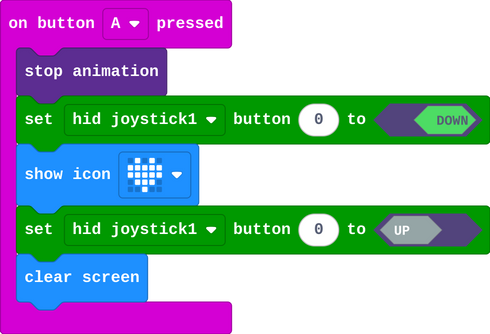 on button A pressed
stop animation
set hid joystick1 button 0 to DOWN
show icon
set hid joystick1 button 0 to UP
clear screen